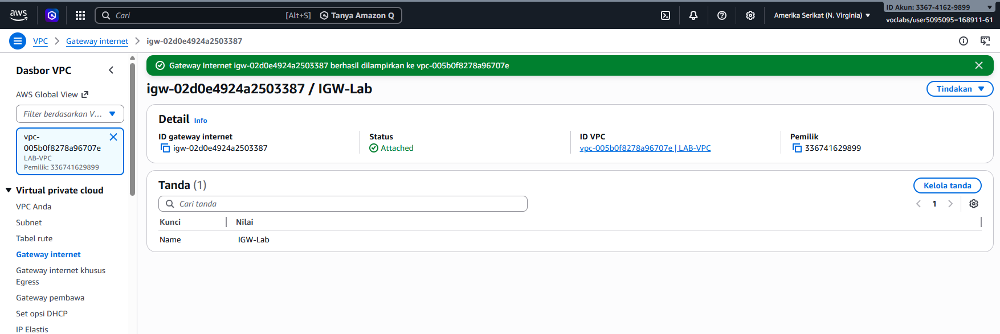 aws
Cari [Alt+S] Tanya Amazon Q
Amerika Serikat (N. Virginia)
ID Akun: 3367-4162-9899
voclabs/user5095095=168911-61
VPC > Gateway internet > igw-02d0e4924a2503387
Dasbor VPC
AWS Global View
Filter berdasarkan V...
vpc-
005b0f8278a96707e
LAB-VPC
Pemilik: 336741629899
Virtual private cloud
VPC Anda
Subnet
Tabel rute
Gateway internet
Gateway internet khusus
Egress
Gateway pembawa
Set opsi DHCP
IP Elastis
Gateway Internet igw-02d0e4924a2503387 berhasil dilampirkan ke vpc-005b0f8278a96707e
igw-02d0e4924a2503387 / IGW-Lab
Tindakan
Detail Info
ID gateway internet
igw-02d0e4924a2503387
Status
Attached
ID VPC
vpc-005b0f8278a96707e | LAB-VPC
Pemilik
336741629899
Tanda (1)
Kelola tanda
Cari tanda
1
Kunci Nilai
Name IGW-Lab